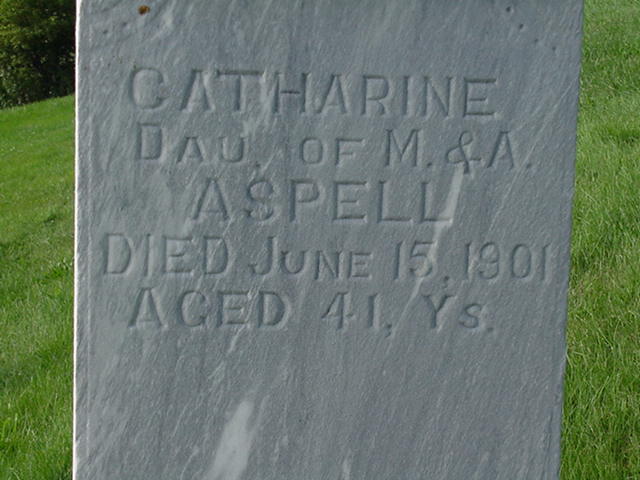 CATHARINE
DAU. OF M. & A.
ASPELL
DIED JUNE 15, 1901
AGED 41, Ys.